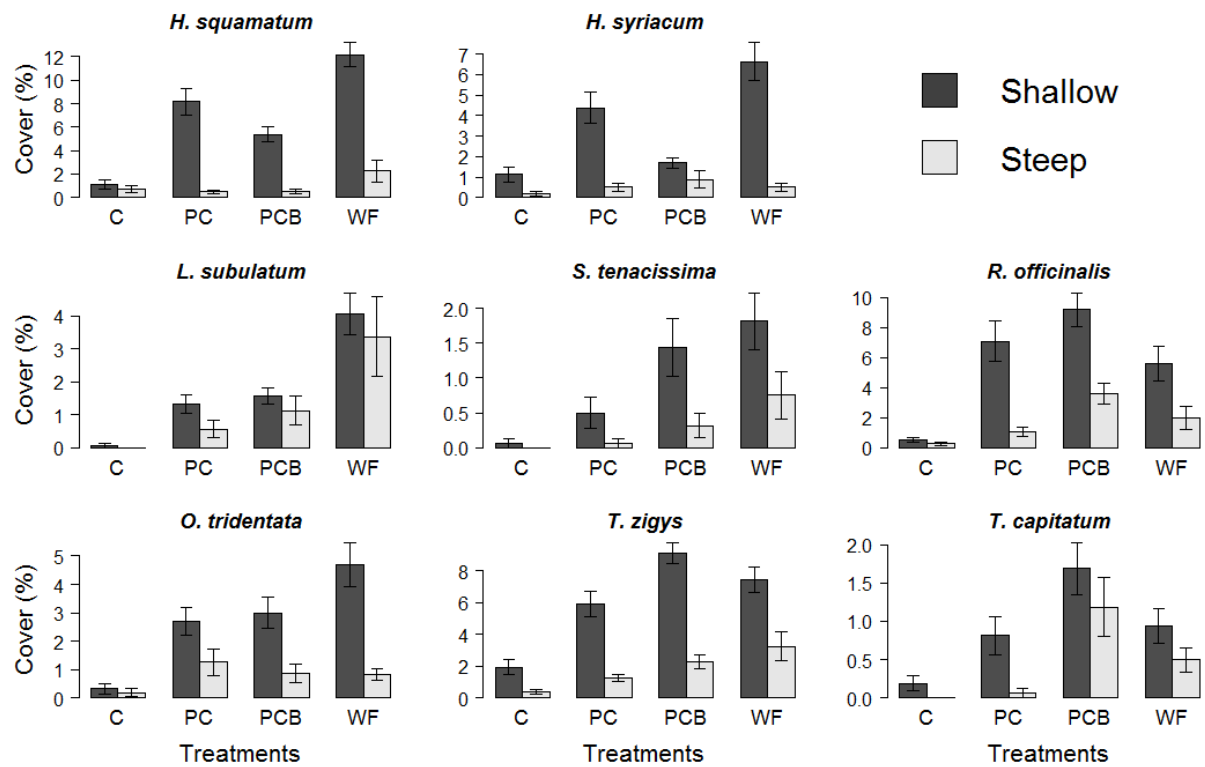 H. squamatum
Cover (%)
12
10
8
6
4
2
0
C PC PCB WF
H. syriacum
7
6
5
4
3
2
1
0
C PC PCB WF
Shallow
Steep
L. subulatum
Cover (%)
4
3
2
1
0
C PC PCB WF
S. tenacissima
2.0
1.5
1.0
0.5
0.0
C PC PCB WF
R. officinalis
10
8
6
4
2
0
C PC PCB WF
O. tridentata
Cover (%)
5
4
3
2
1
0
C PC PCB WF
Treatments
T. zigys
8
6
4
2
0
C PC PCB WF
Treatments
T. capitatum
2.0
1.5
1.0
0.5
0.0
C PC PCB WF
Treatments